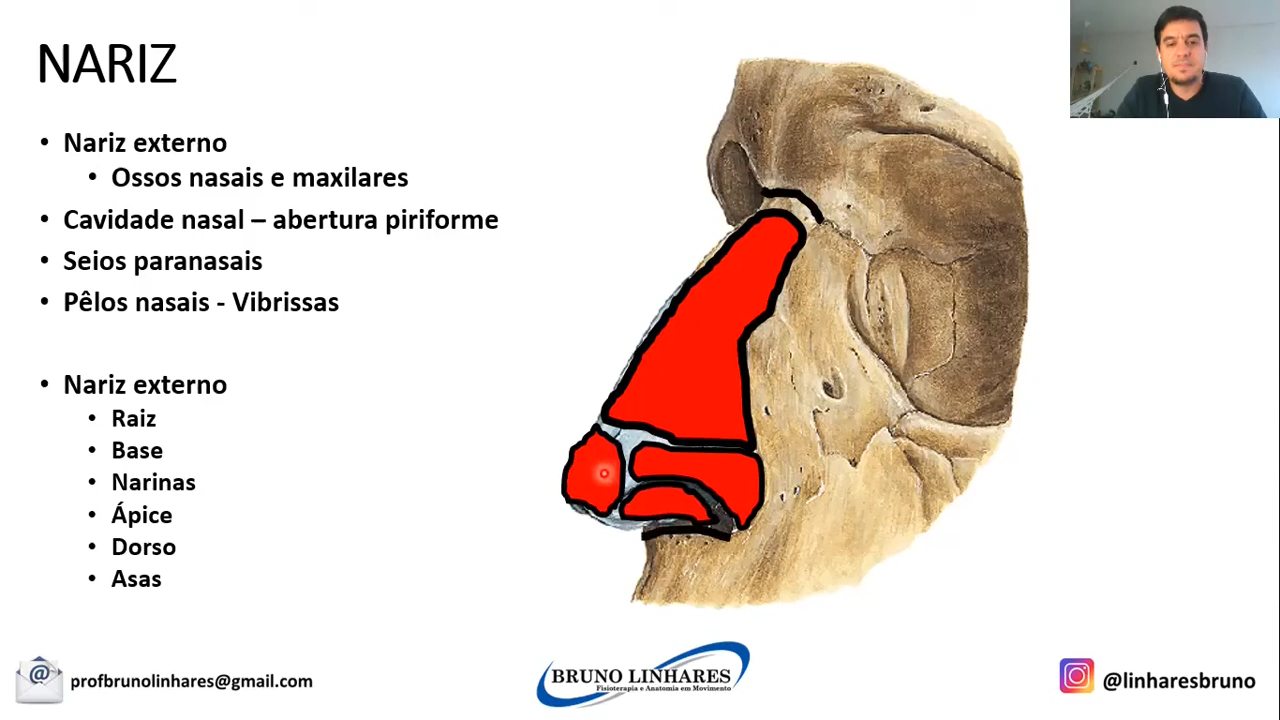 NARIZ
• Nariz externo
• Ossos nasais e maxilares
• Cavidade nasal – abertura piriforme
• Seios paranasais
• Pêlos nasais - Vibrissas
• Nariz externo
• Raiz
• Base
• Narinas
• Ápice
• Dorso
• Asas
@ profbrunolinhares@gmail.com
BRUNO LINHARES
Fisioterapia e Anatomia em Movimento
@linharesbruno